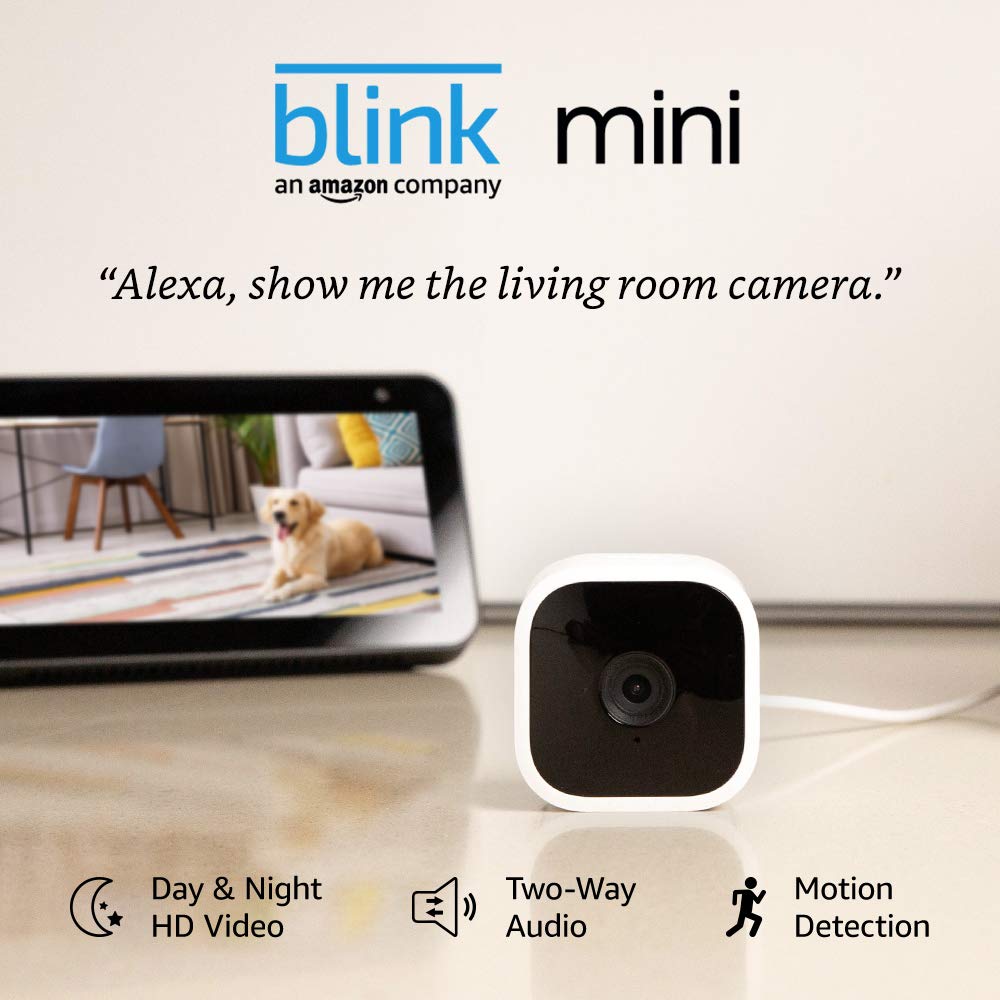 blink mini
an amazon company
“Alexa, show me the living room camera.”
Day & Night
HD Video
Two-Way
Audio
Motion
Detection